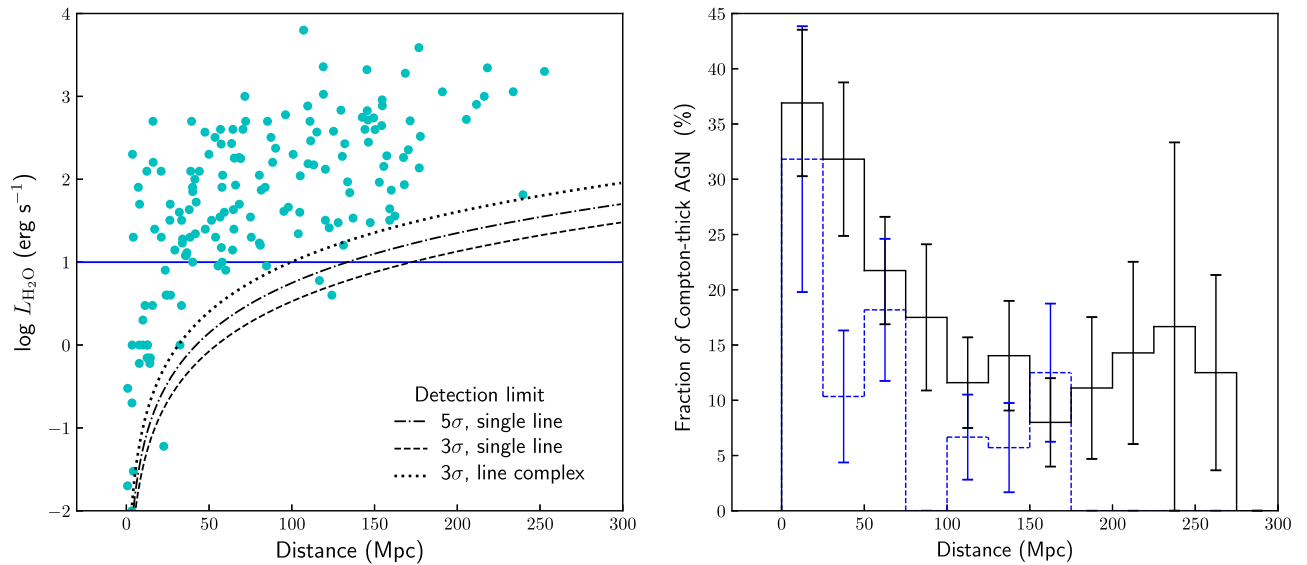 4
3
2
1
0
−1
−2
log L_H₂O (erg s⁻¹)
Detection limit
5σ, single line
3σ, single line
3σ, line complex
0 50 100 150 200 250 300
Distance (Mpc)
45
40
35
30
25
20
15
10
5
0
Fraction of Compton-thick AGN (%)
0 50 100 150 200 250 300
Distance (Mpc)